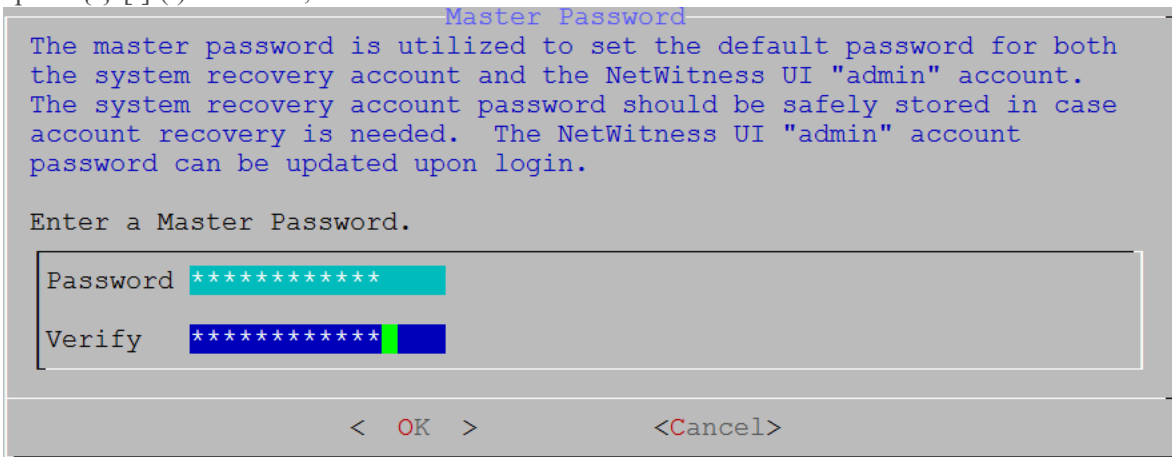 Master Password
The master password is utilized to set the default password for both
the system recovery account and the NetWitness UI "admin" account.
The system recovery account password should be safely stored in case
account recovery is needed.  The NetWitness UI "admin" account
password can be updated upon login.
Enter a Master Password.
Password ************
Verify ************
<  OK  > <Cancel>